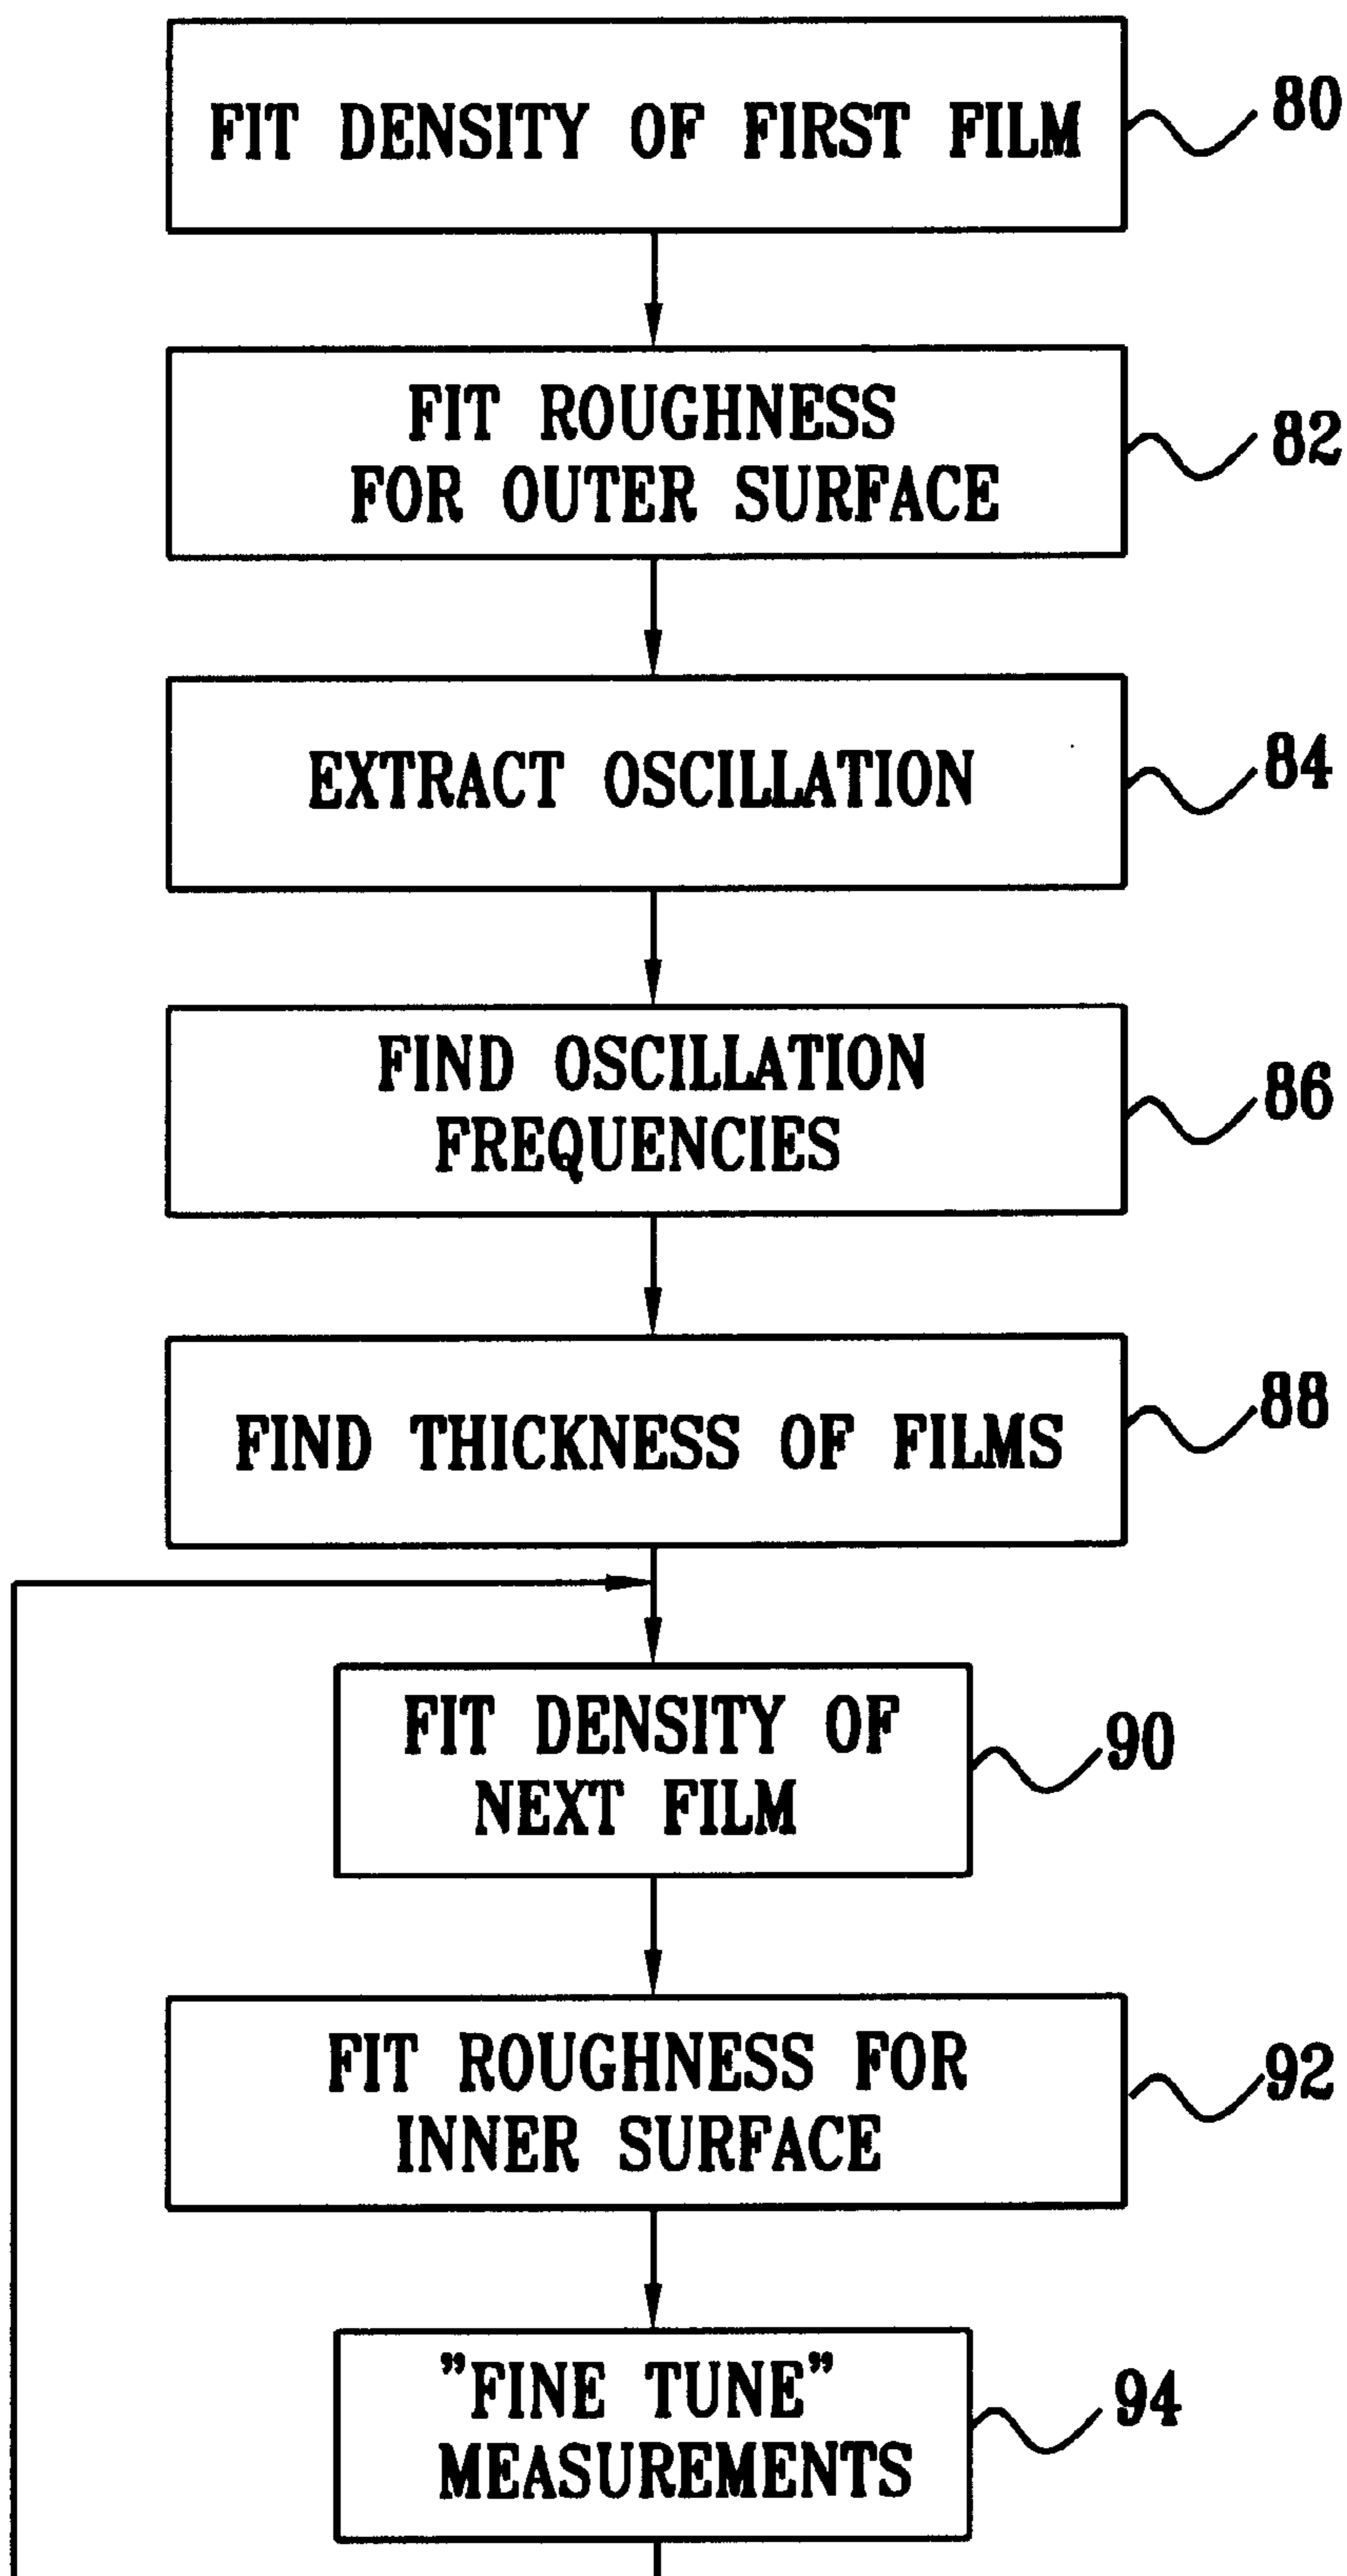 FIT DENSITY OF FIRST FILM
80
FIT ROUGHNESS
FOR OUTER SURFACE
82
EXTRACT OSCILLATION
84
FIND OSCILLATION
FREQUENCIES
86
FIND THICKNESS OF FILMS
88
FIT DENSITY OF
NEXT FILM
90
FIT ROUGHNESS FOR
INNER SURFACE
92
"FINE TUNE"
MEASUREMENTS
94